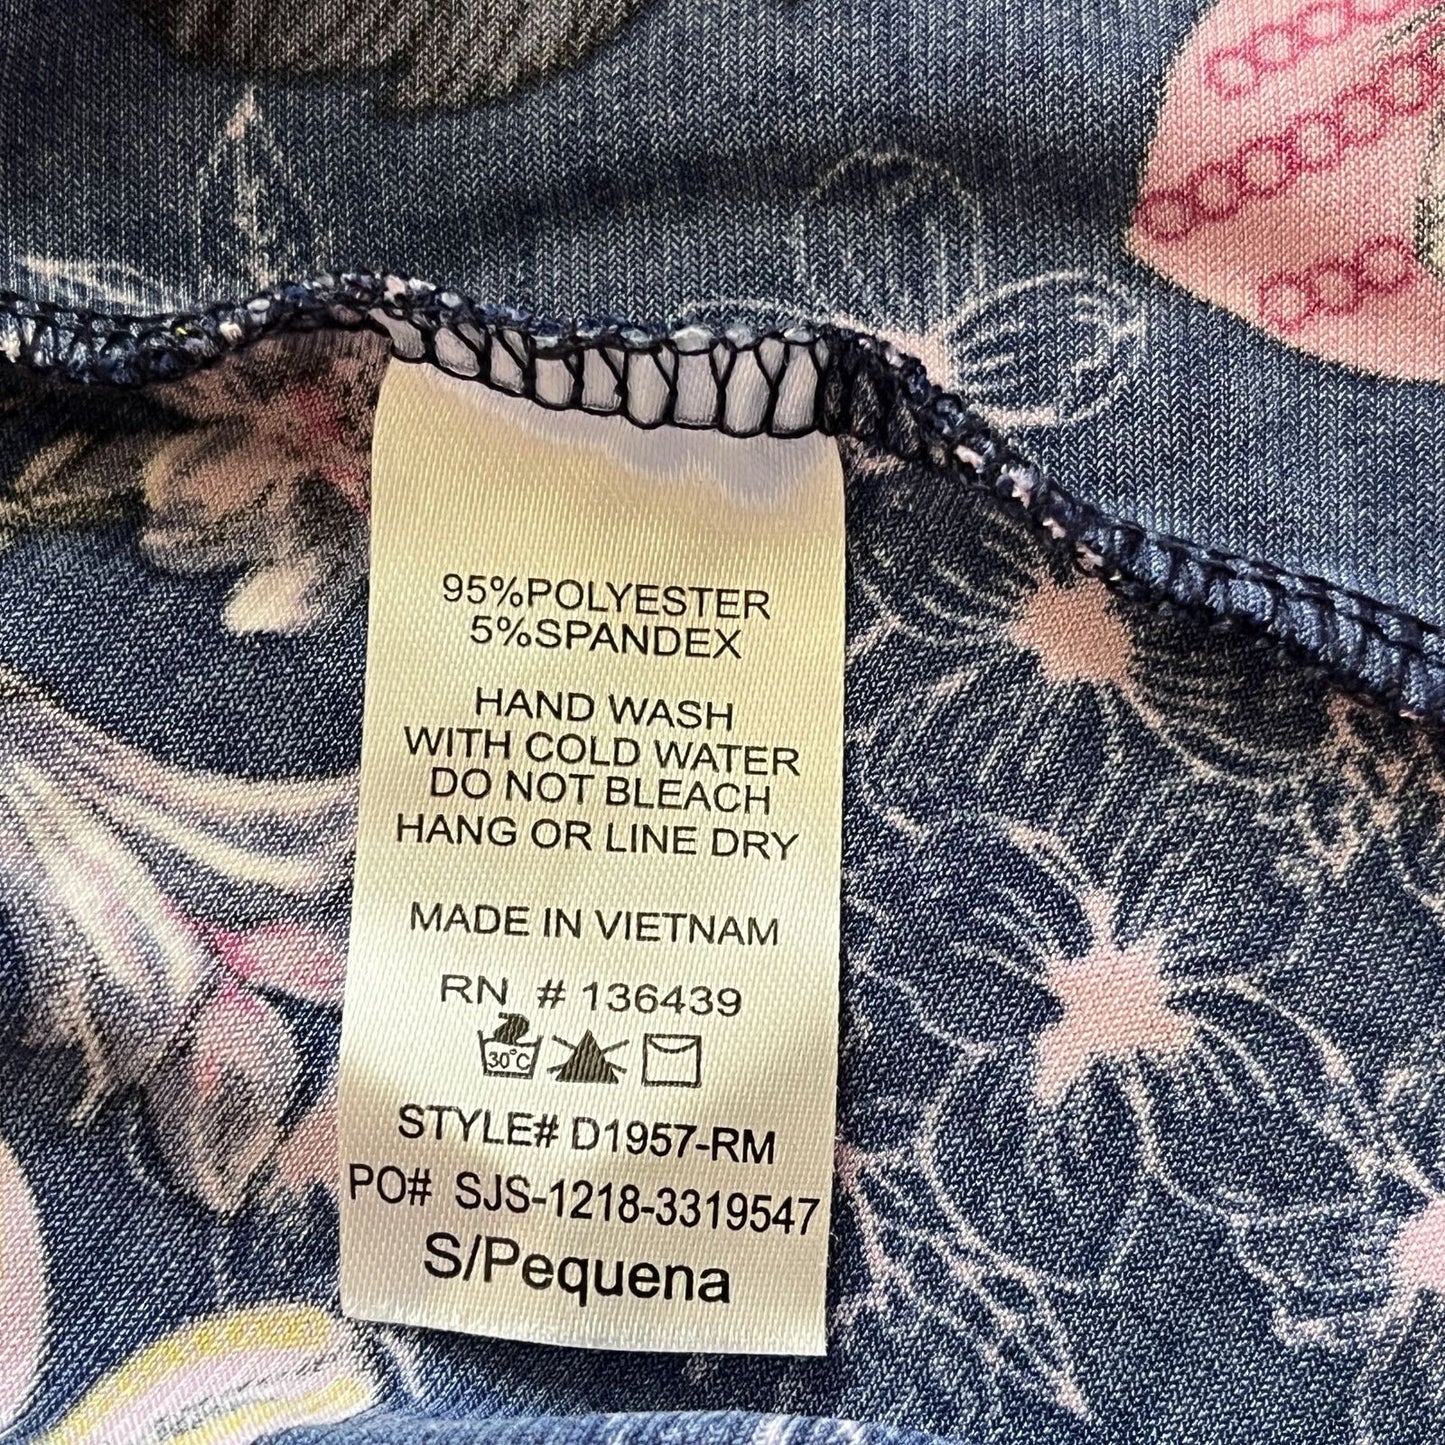 95%POLYESTER
5%SPANDEX
HAND WASH
WITH COLD WATER
DO NOT BLEACH
HANG OR LINE DRY
MADE IN VIETNAM
RN # 136439
30°C
STYLE# D1957-RM
PO# SJS-1218-3319547
S/Pequena